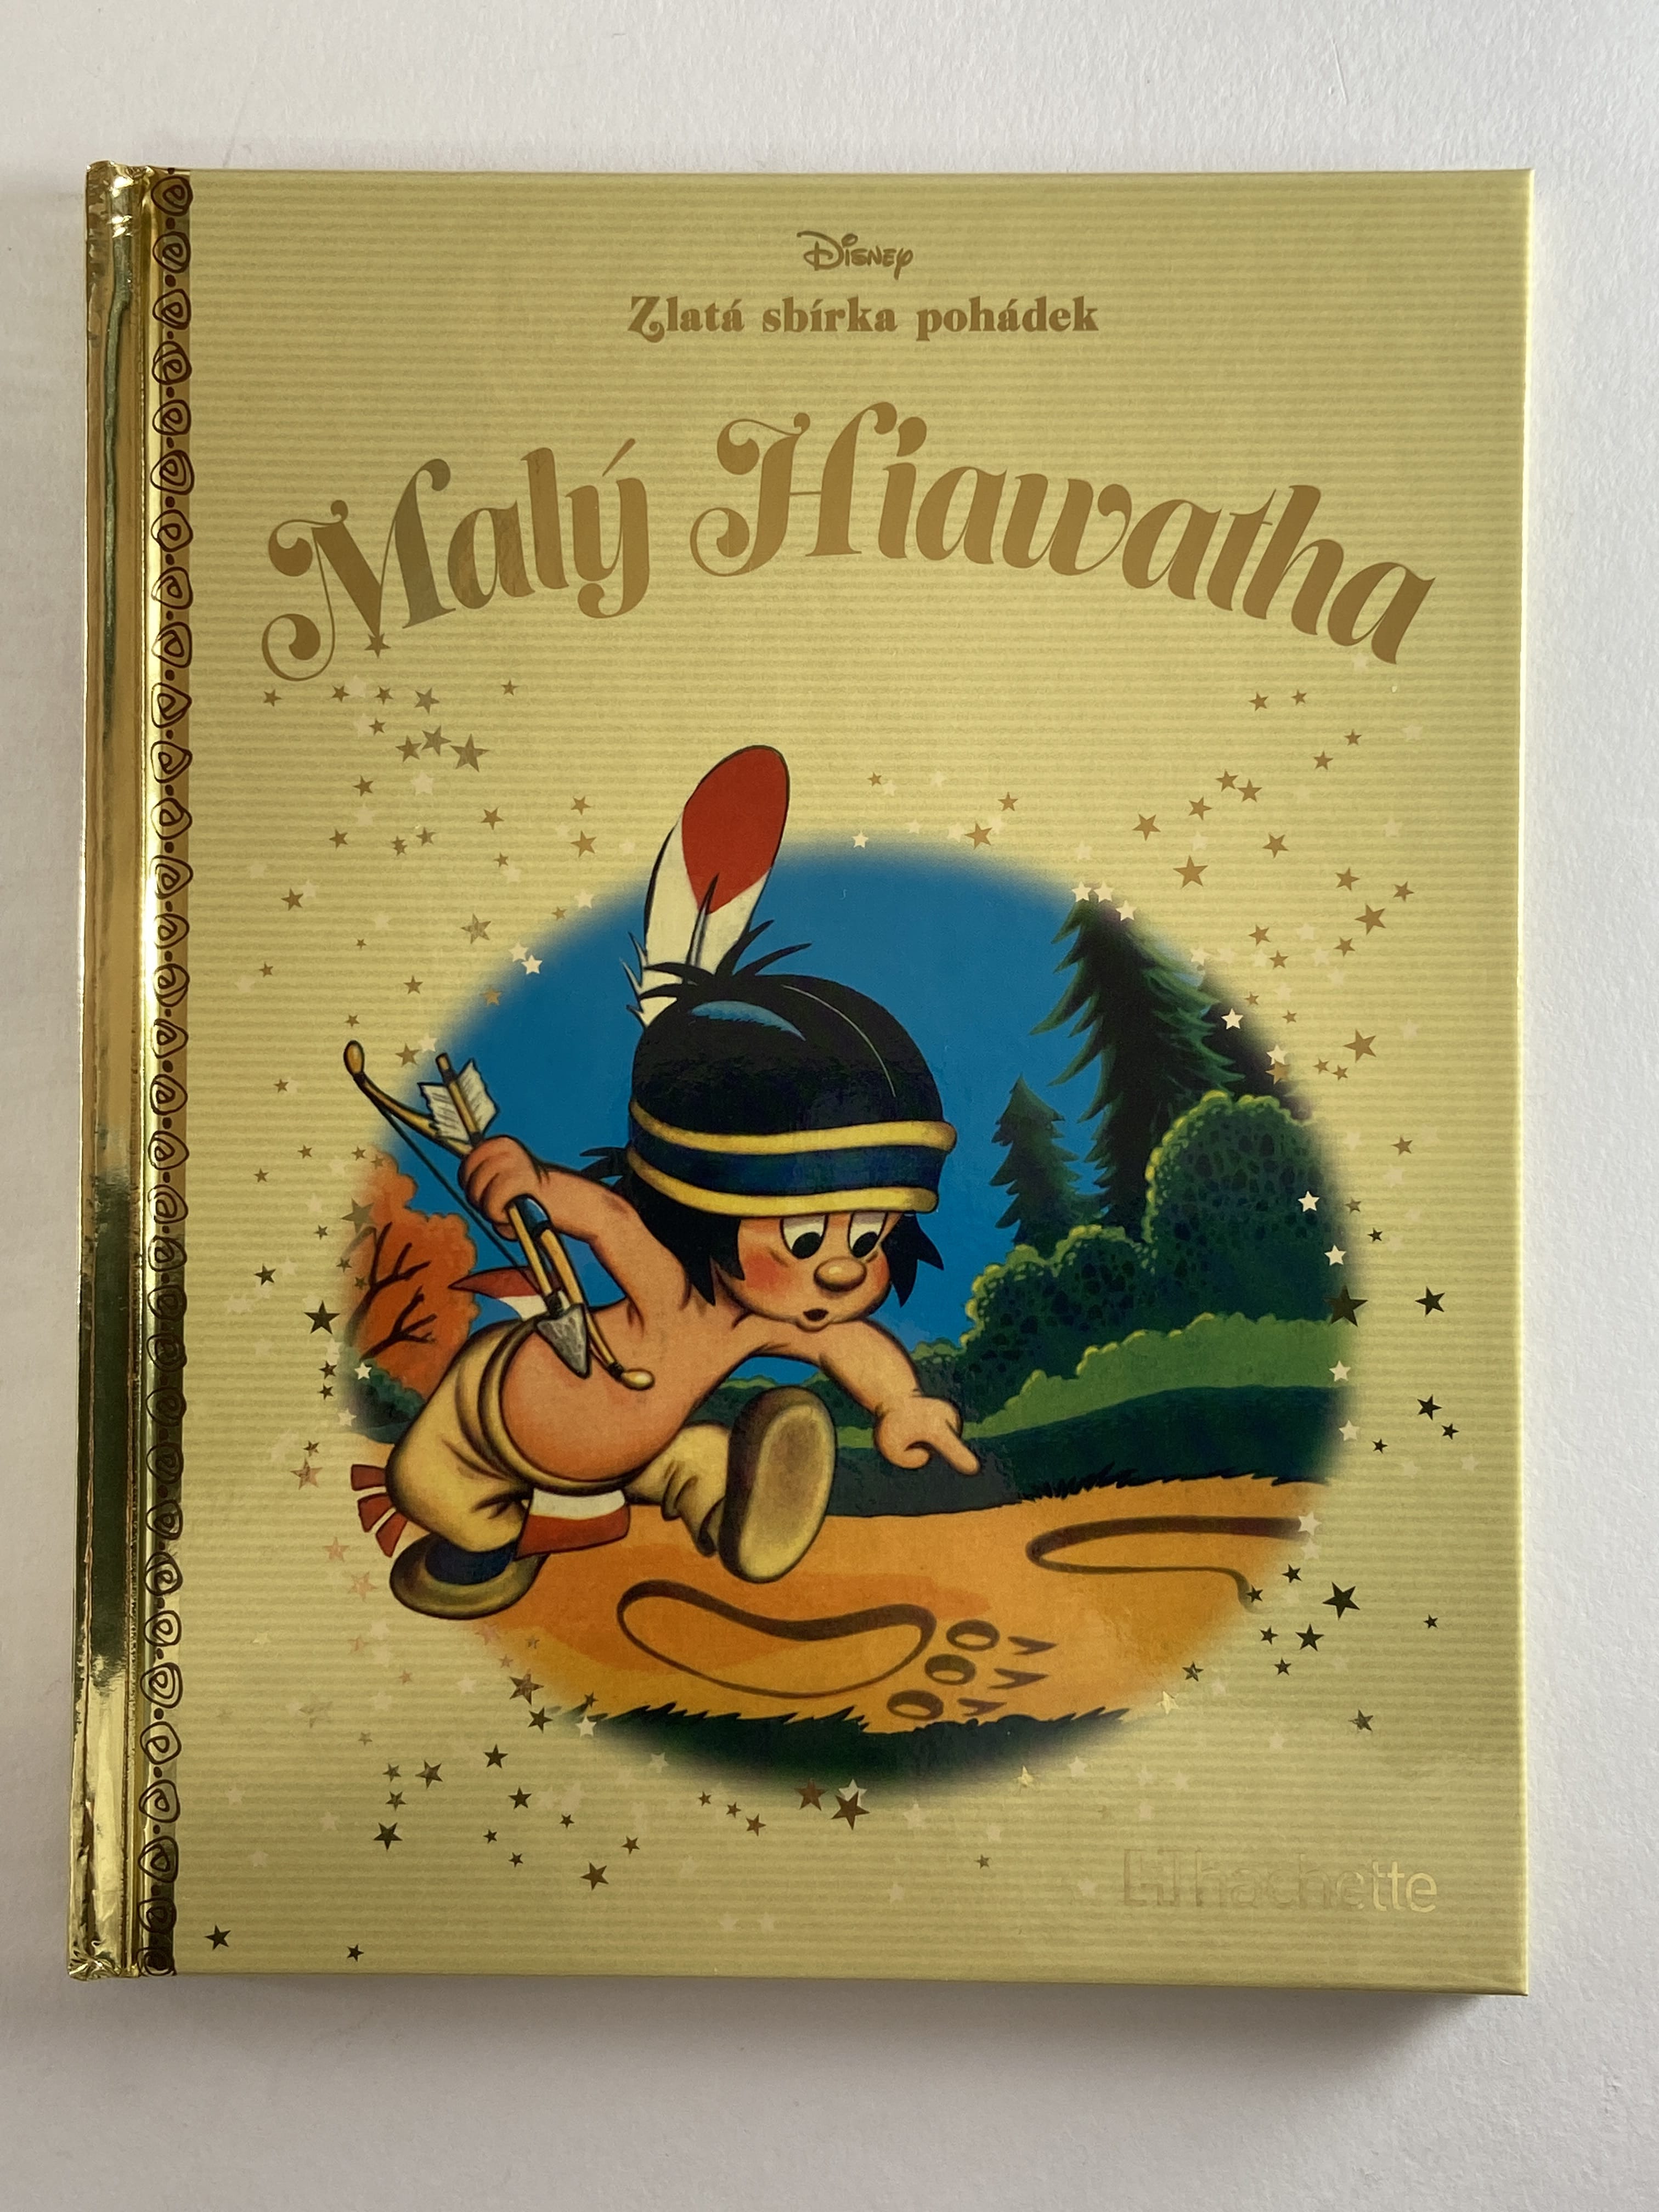 Disney
Zlatá sbírka pohádek
Malý Hiawatha
hachette